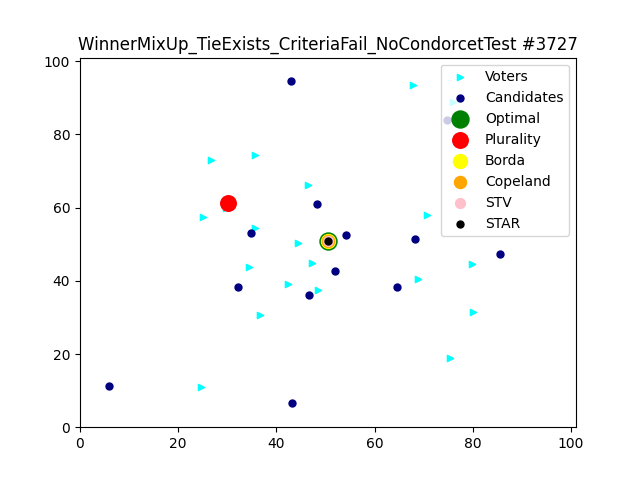 WinnerMixUp_TieExists_CriteriaFail_NoCondorcetTest #3727
100
80
60
40
20
0
0
20
40
60
80
100
Voters
Candidates
Optimal
Plurality
Borda
Copeland
STV
STAR